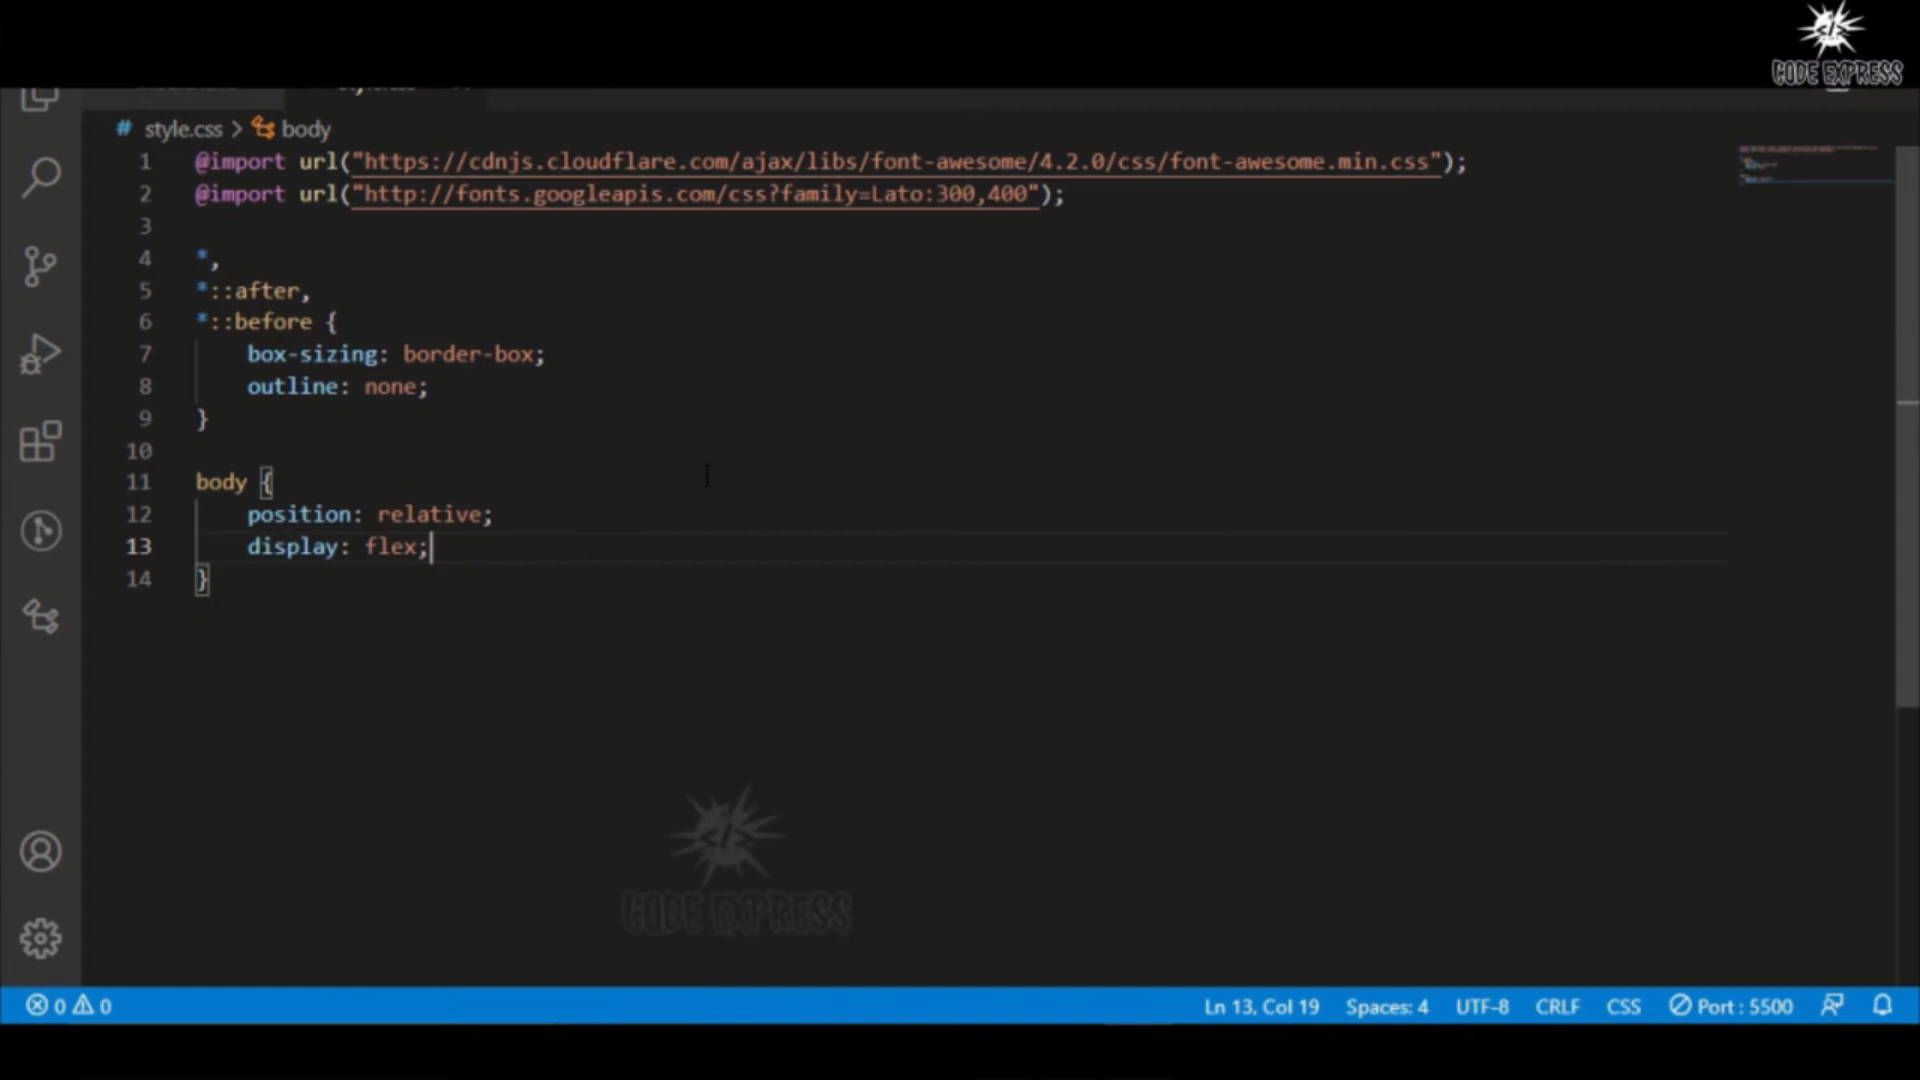 CODE EXPRESS
# style.css > body
1 @import url("https://cdnjs.cloudflare.com/ajax/libs/font-awesome/4.2.0/css/font-awesome.min.css");
2 @import url("http://fonts.googleapis.com/css?family=Lato:300,400");
3
4 *,
5 *::after,
6 *::before {
7     box-sizing: border-box;
8     outline: none;
9 }
10
11 body {
12     position: relative;
13     display: flex;
14 }
</>
CODE EXPRESS
0 0 Ln 13, Col 19 Spaces: 4 UTF-8 CRLF CSS Port : 5500